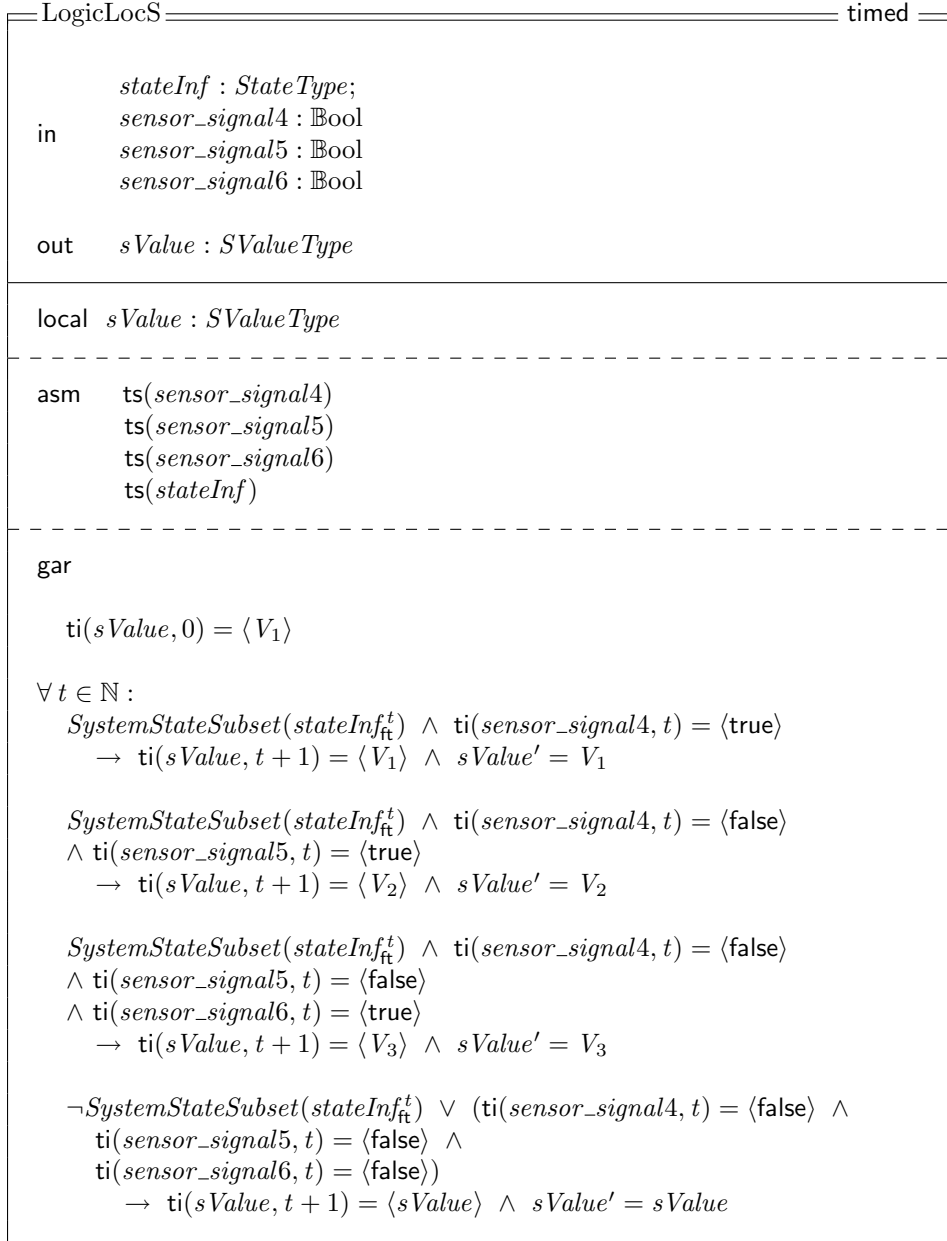 LogicLocS timed
in stateInf : StateType;
sensor_signal4 : 𝔹ool
sensor_signal5 : 𝔹ool
sensor_signal6 : 𝔹ool
out sValue : SValueType
local sValue : SValueType
asm ts(sensor_signal4)
ts(sensor_signal5)
ts(sensor_signal6)
ts(stateInf)
gar
ti(sValue, 0) = ⟨V₁⟩
∀ t ∈ ℕ :
SystemStateSubset(stateInf_ft^t) ∧ ti(sensor_signal4, t) = ⟨true⟩
→ ti(sValue, t + 1) = ⟨V₁⟩ ∧ sValue′ = V₁
SystemStateSubset(stateInf_ft^t) ∧ ti(sensor_signal4, t) = ⟨false⟩
∧ ti(sensor_signal5, t) = ⟨true⟩
→ ti(sValue, t + 1) = ⟨V₂⟩ ∧ sValue′ = V₂
SystemStateSubset(stateInf_ft^t) ∧ ti(sensor_signal4, t) = ⟨false⟩
∧ ti(sensor_signal5, t) = ⟨false⟩
∧ ti(sensor_signal6, t) = ⟨true⟩
→ ti(sValue, t + 1) = ⟨V₃⟩ ∧ sValue′ = V₃
¬SystemStateSubset(stateInf_ft^t) ∨ (ti(sensor_signal4, t) = ⟨false⟩ ∧
ti(sensor_signal5, t) = ⟨false⟩ ∧
ti(sensor_signal6, t) = ⟨false⟩)
→ ti(sValue, t + 1) = ⟨sValue⟩ ∧ sValue′ = sValue